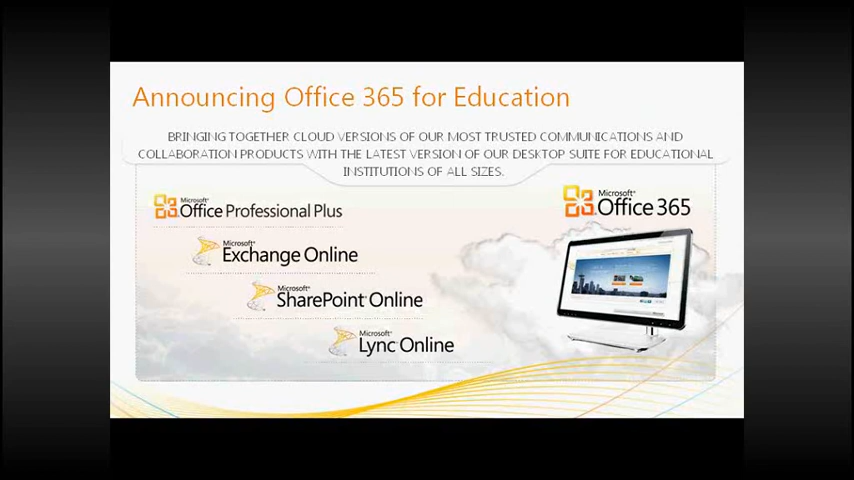 Announcing Office 365 for Education
BRINGING TOGETHER CLOUD VERSIONS OF OUR MOST TRUSTED COMMUNICATIONS AND
COLLABORATION PRODUCTS WITH THE LATEST VERSION OF OUR DESKTOP SUITE FOR EDUCATIONAL
INSTITUTIONS OF ALL SIZES.
Microsoft®
Office Professional Plus
Microsoft®
Exchange Online
Microsoft®
SharePoint® Online
Microsoft®
Lync® Online
Microsoft®
Office 365